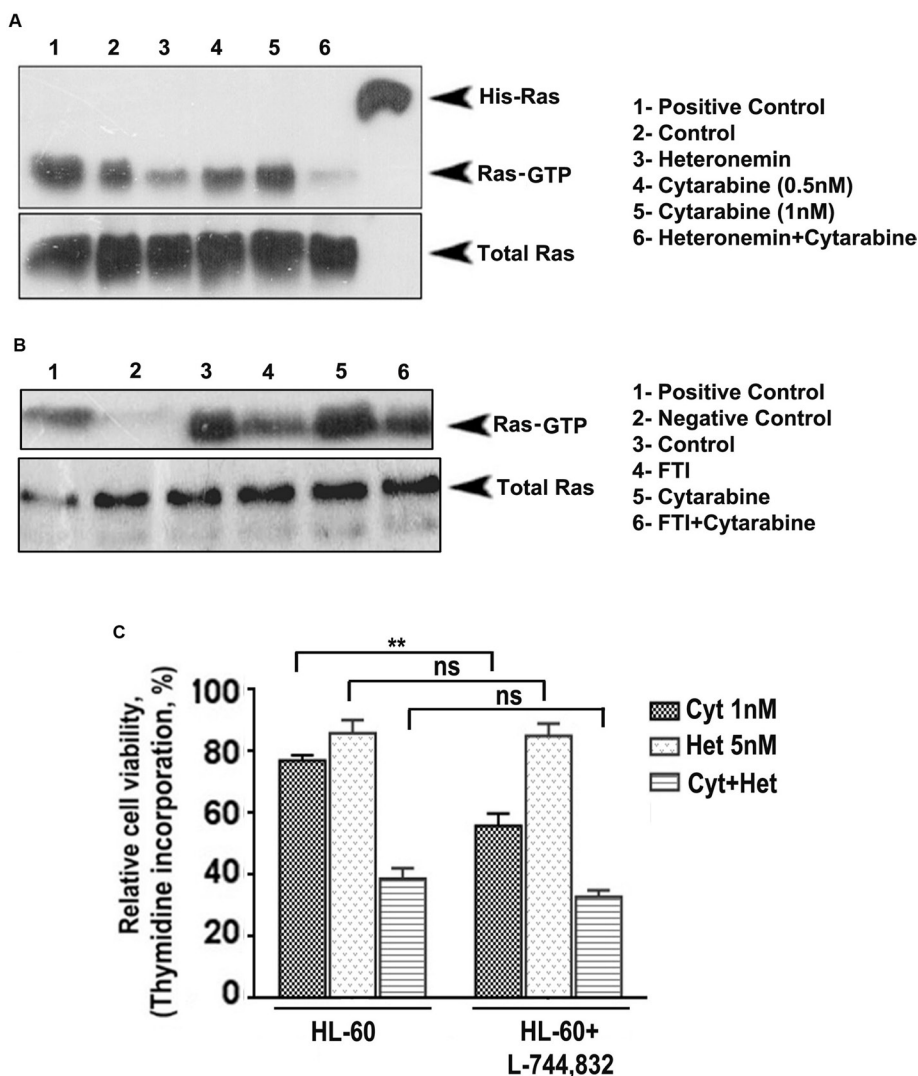 A
1 2 3 4 5 6
His-Ras
Ras-GTP
Total Ras
1- Positive Control
2- Control
3- Heteronemin
4- Cytarabine (0.5nM)
5- Cytarabine (1nM)
6- Heteronemin+Cytarabine
B
1 2 3 4 5 6
Ras-GTP
Total Ras
1- Positive Control
2- Negative Control
3- Control
4- FTI
5- Cytarabine
6- FTI+Cytarabine
C
Relative cell viability,
(Thymidine incorporation, %)
100
80
60
40
20
0
**
ns
ns
Cyt 1nM
Het 5nM
Cyt+Het
HL-60
HL-60+
L-744,832